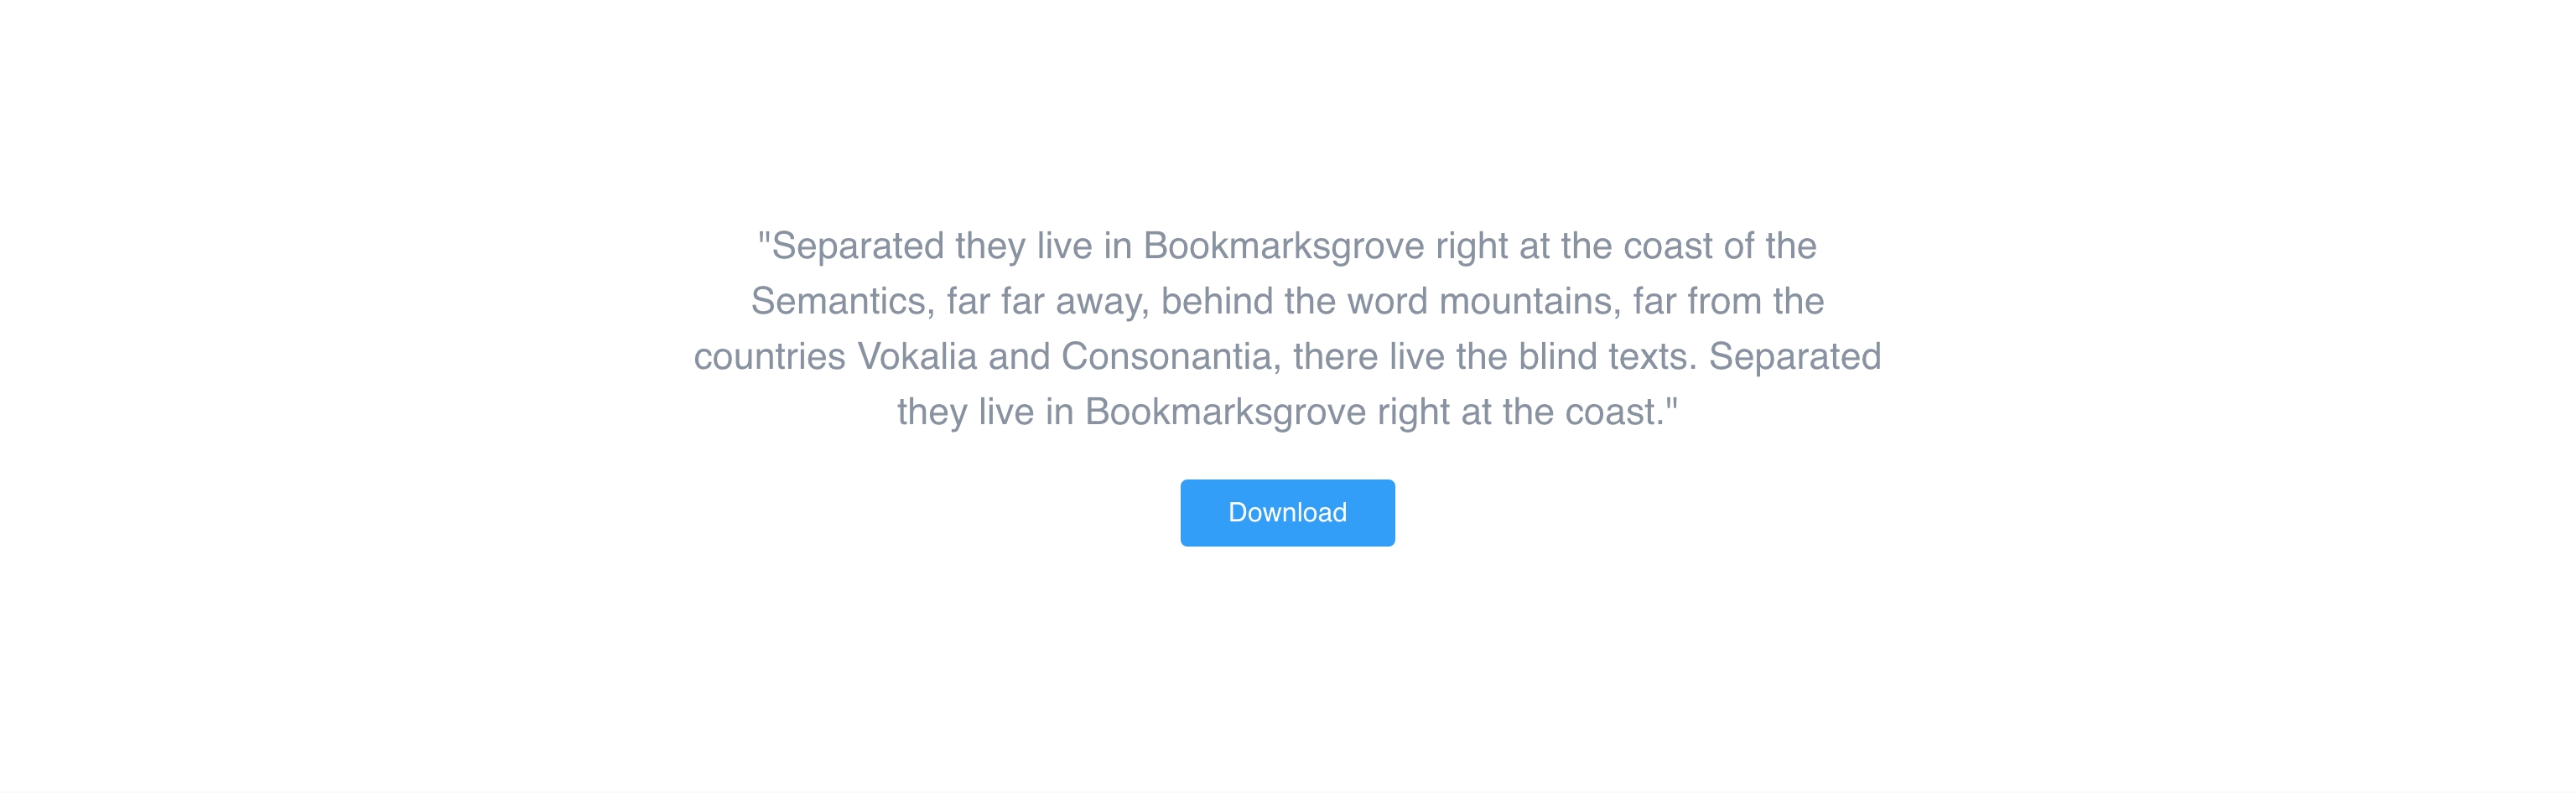 "Separated they live in Bookmarksgrove right at the coast of the
Semantics, far far away, behind the word mountains, far from the
countries Vokalia and Consonantia, there live the blind texts. Separated
they live in Bookmarksgrove right at the coast."
Download